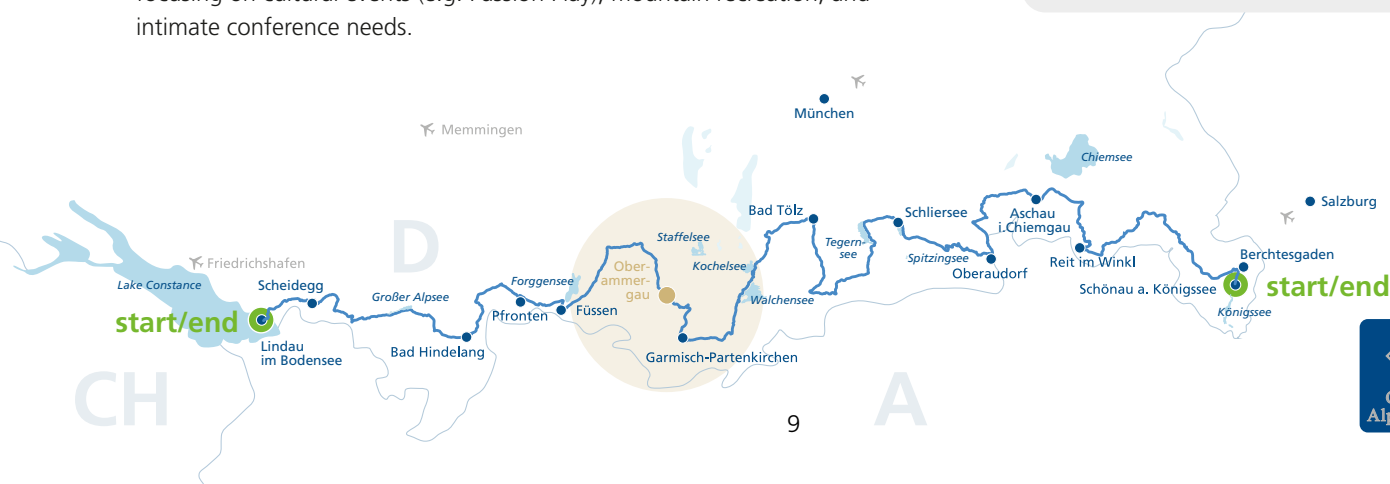 intimate conference needs.
München
Memmingen
Chiemsee
D
Bad Tölz
Schliersee
Aschau
i.Chiemgau
Salzburg
Staffelsee
Tegern-
see
Friedrichshafen
Ober-
ammer-
gau
Kochelsee
Spitzingsee
Oberaudorf
Reit im Winkl
Berchtesgaden
Lake Constance
Scheidegg
Großer Alpsee
Forggensee
Walchensee
Schönau a. Königssee
start/end
Pfronten
Füssen
Königssee
start/end
Lindau
im Bodensee
Bad Hindelang
Garmisch-Partenkirchen
CH
A
9